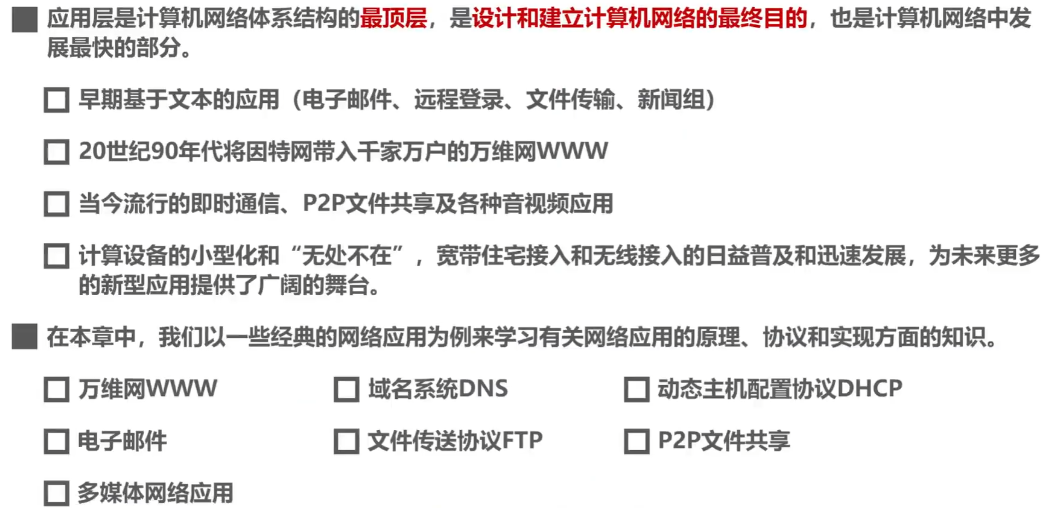 应用层是计算机网络体系结构的最顶层，是设计和建立计算机网络的最终目的，也是计算机网络中发
展最快的部分。
早期基于文本的应用（电子邮件、远程登录、文件传输、新闻组）
20世纪90年代将因特网带入千家万户的万维网WWW
当今流行的即时通信、P2P文件共享及各种音视频应用
计算设备的小型化和“无处不在”，宽带住宅接入和无线接入的日益普及和迅速发展，为未来更多
的新型应用提供了广阔的舞台。
在本章中，我们以一些经典的网络应用为例来学习有关网络应用的原理、协议和实现方面的知识。
万维网WWW 域名系统DNS 动态主机配置协议DHCP
电子邮件 文件传送协议FTP P2P文件共享
多媒体网络应用